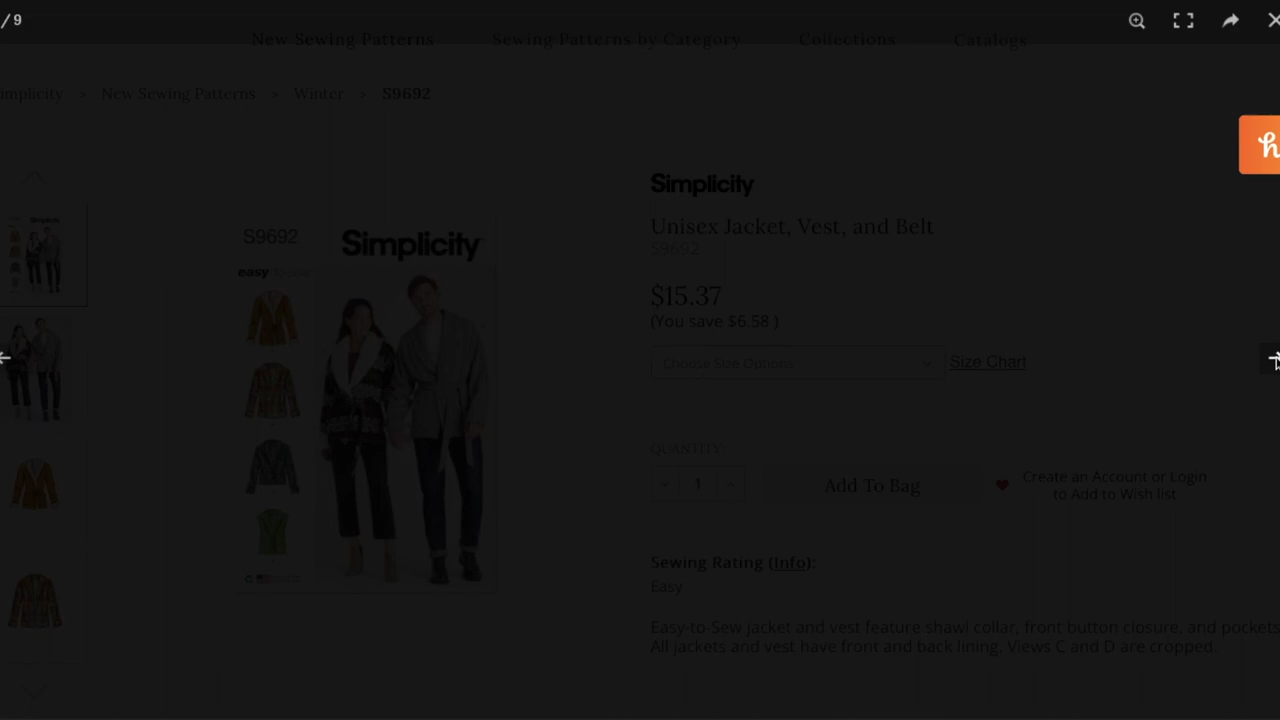 / 9
New Sewing Patterns Sewing Patterns by Category Collections Catalogs
implicity > New Sewing Patterns > Winter > S9692
h
Simplicity
Unisex Jacket, Vest, and Belt
S9692
$15.37
(You save $6.58 )
Choose Size Options Size Chart
QUANTITY:
1 Add To Bag Create an Account or Login
to Add to Wish list
Sewing Rating (Info):
Easy
Easy-to-Sew jacket and vest feature shawl collar, front button closure, and pockets
All jackets and vest have front and back lining. Views C and D are cropped.
S9692 Simplicity
easy
Simplicity